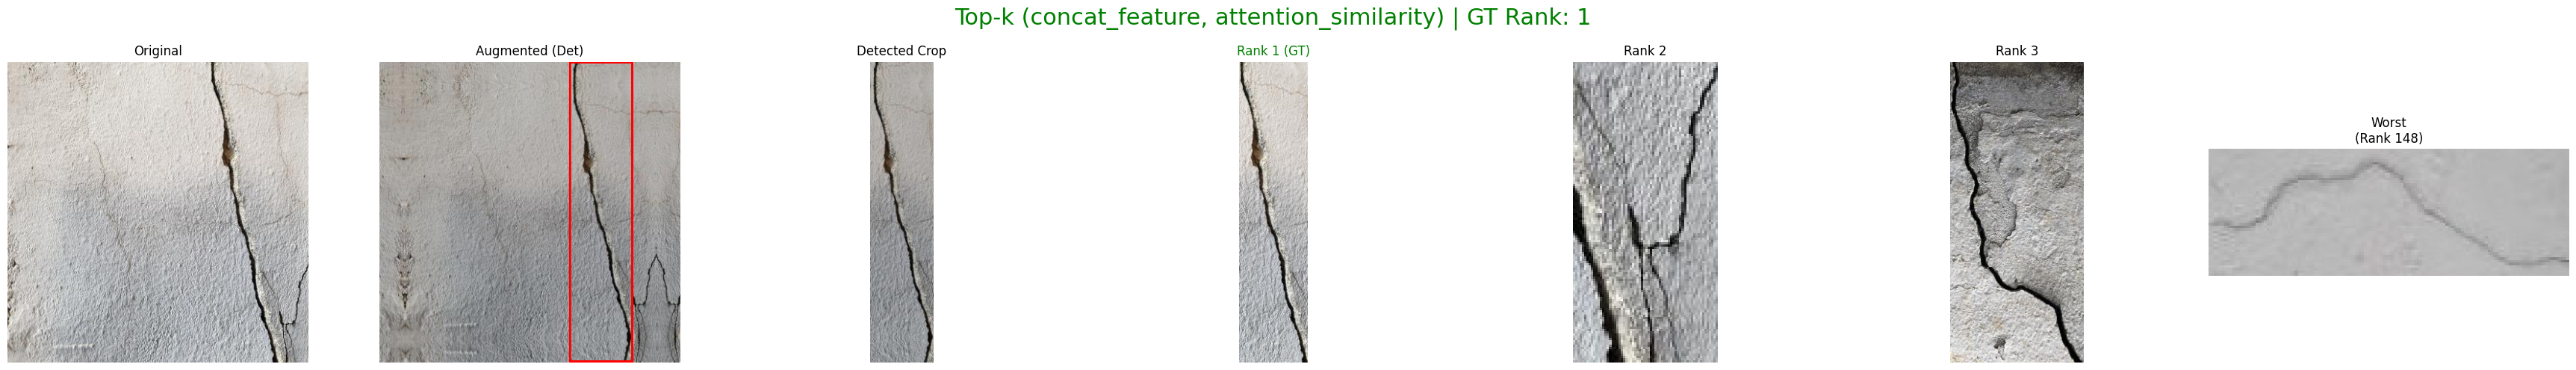 Top-k (concat_feature, attention_similarity) | GT Rank: 1
Original
Augmented (Det)
Detected Crop
Rank 1 (GT)
Rank 2
Rank 3
Worst
(Rank 148)